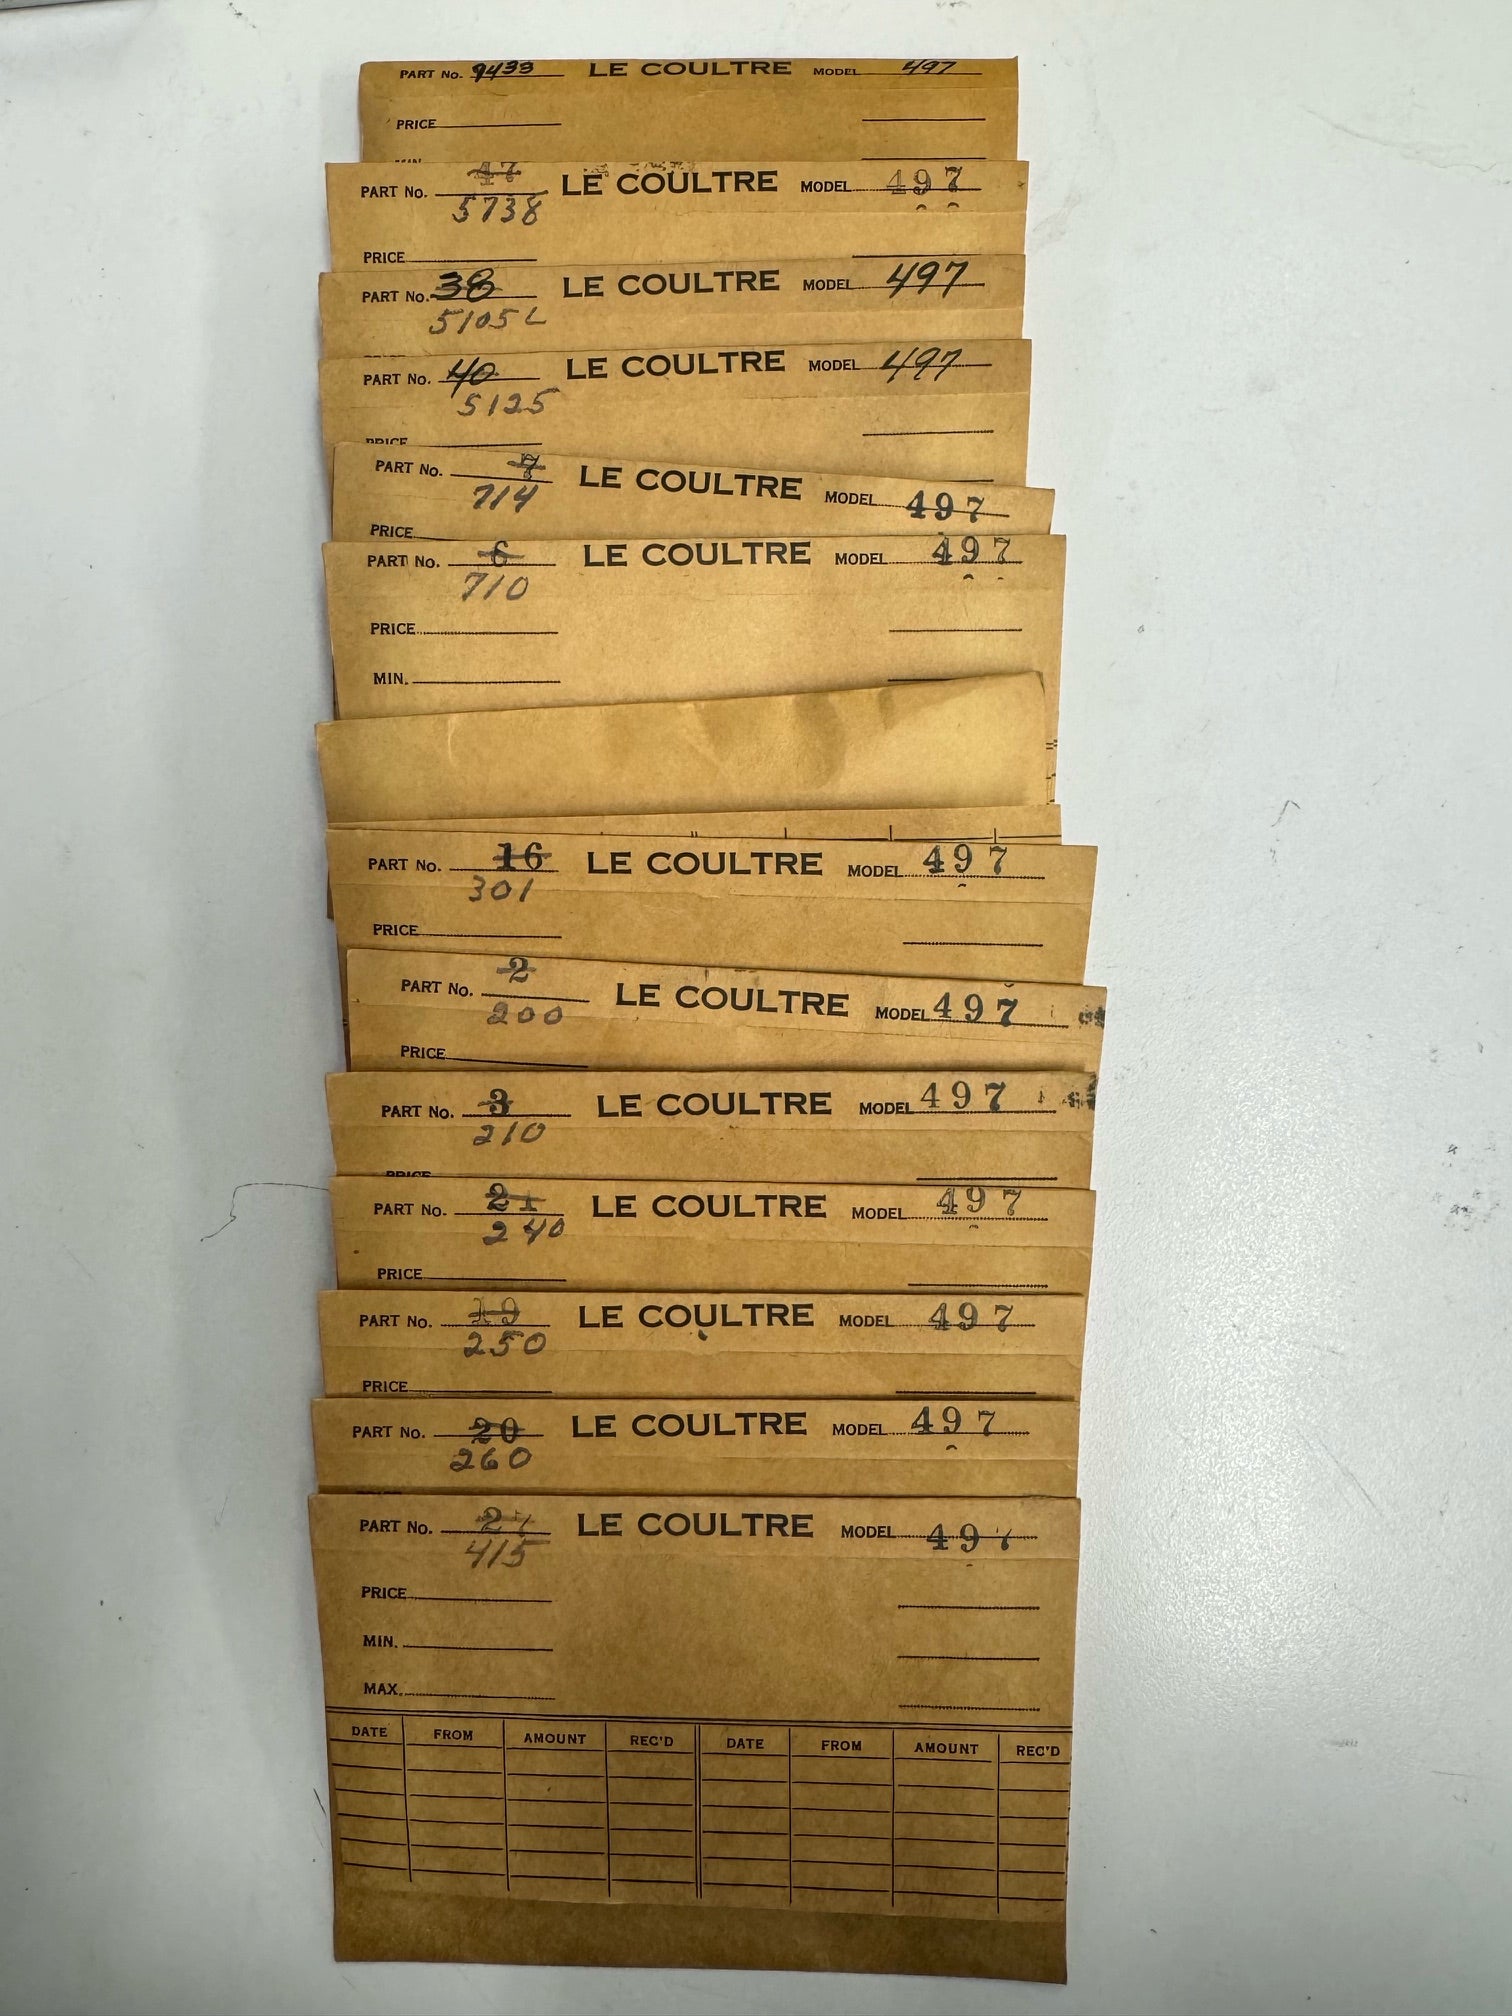 PART No. 9433 LE COULTRE MODEL 497
PRICE
PART No. 47 LE COULTRE MODEL 497
5738
PRICE
PART No. 38 LE COULTRE MODEL 497
5105L
PART No. 40 LE COULTRE MODEL 497
5125
PRICE
PART No. 7 LE COULTRE MODEL 497
714
PRICE
PART No. 6 LE COULTRE MODEL 497
710
PRICE
MIN.
PART No. 16 LE COULTRE MODEL 497
301
PRICE
PART No. 2 LE COULTRE MODEL 497
200
PRICE
PART No. 3 LE COULTRE MODEL 497
210
PRICE
PART No. 21 LE COULTRE MODEL 497
240
PRICE
PART No. 19 LE COULTRE MODEL 497
250
PRICE
PART No. 20 LE COULTRE MODEL 497
260
PART No. LE COULTRE MODEL 497
415
PRICE
MIN.
MAX.
DATE FROM AMOUNT REC'D DATE FROM AMOUNT REC'D